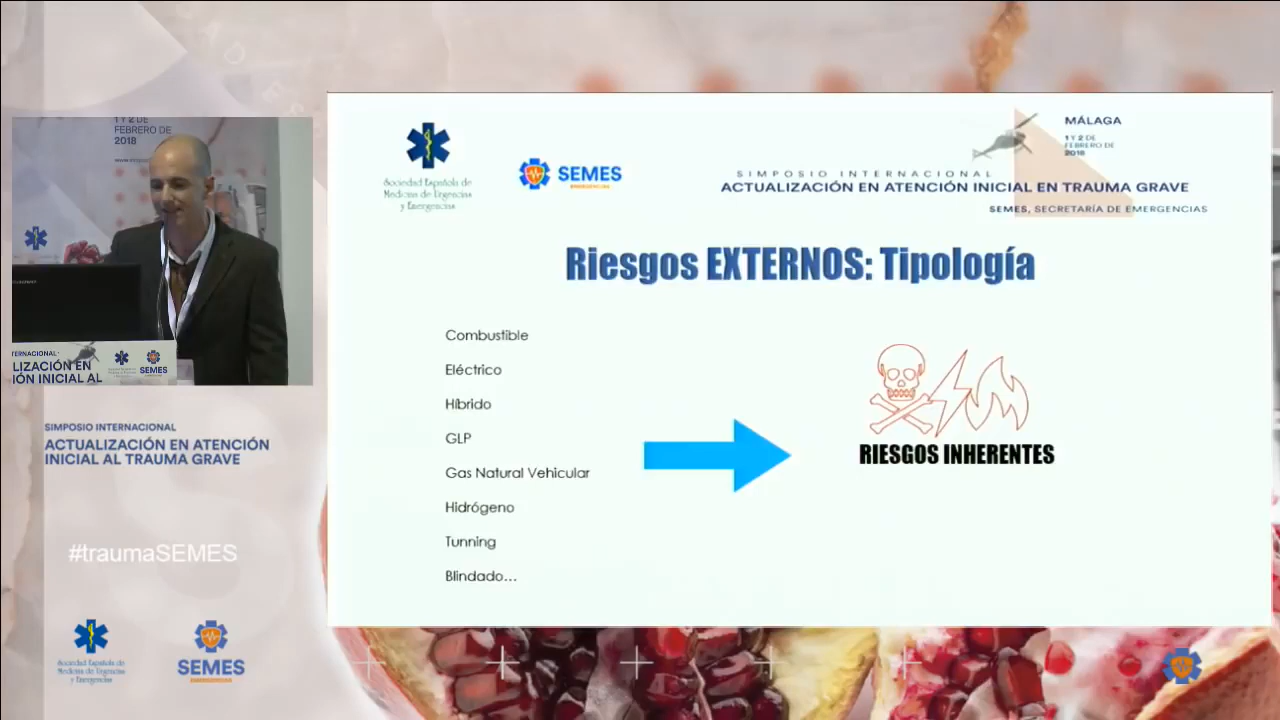 1 Y 2 DE
FEBRERO DE
2018
INTERNACIONAL
LIZACIÓN EN
IÓN INICIAL AL
SEMES
SIMPOSIO INTERNACIONAL
ACTUALIZACIÓN EN ATENCIÓN
INICIAL AL TRAUMA GRAVE
#traumaSEMES
Sociedad Española de
Medicina de Urgencias
y Emergencias
SEMES
EMERGENCIAS
Sociedad Española de
Medicina de Urgencias
y Emergencias
SEMES
EMERGENCIAS
MÁLAGA
1 Y 2 DE
FEBRERO DE
2018
SIMPOSIO INTERNACIONAL
ACTUALIZACIÓN EN ATENCIÓN INICIAL EN TRAUMA GRAVE
SEMES, SECRETARÍA DE EMERGENCIAS
Riesgos EXTERNOS: Tipología
Combustible
Eléctrico
Híbrido
GLP
Gas Natural Vehicular
Hidrógeno
Tunning
Blindado...
RIESGOS INHERENTES